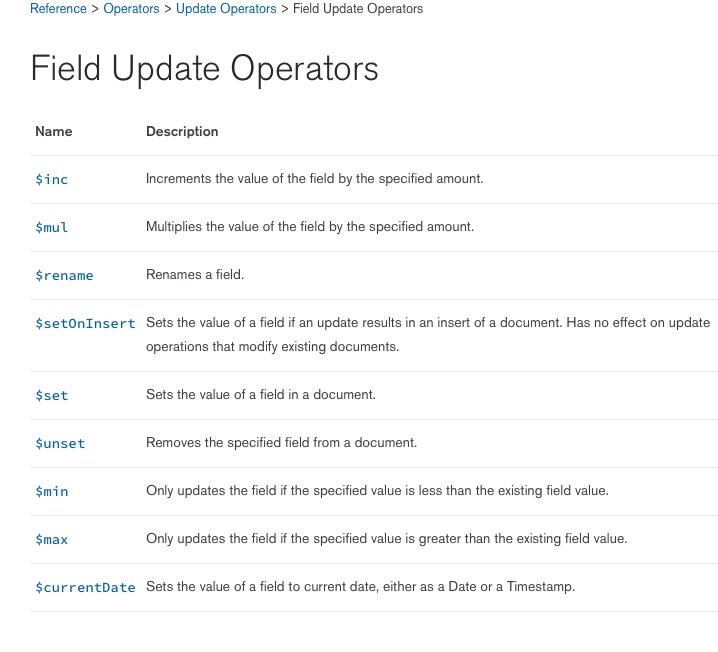 Reference > Operators > Update Operators > Field Update Operators
Field Update Operators
Name Description
$inc Increments the value of the field by the specified amount.
$mul Multiplies the value of the field by the specified amount.
$rename Renames a field.
$setOnInsert Sets the value of a field if an update results in an insert of a document. Has no effect on update
operations that modify existing documents.
$set Sets the value of a field in a document.
$unset Removes the specified field from a document.
$min Only updates the field if the specified value is less than the existing field value.
$max Only updates the field if the specified value is greater than the existing field value.
$currentDate Sets the value of a field to current date, either as a Date or a Timestamp.